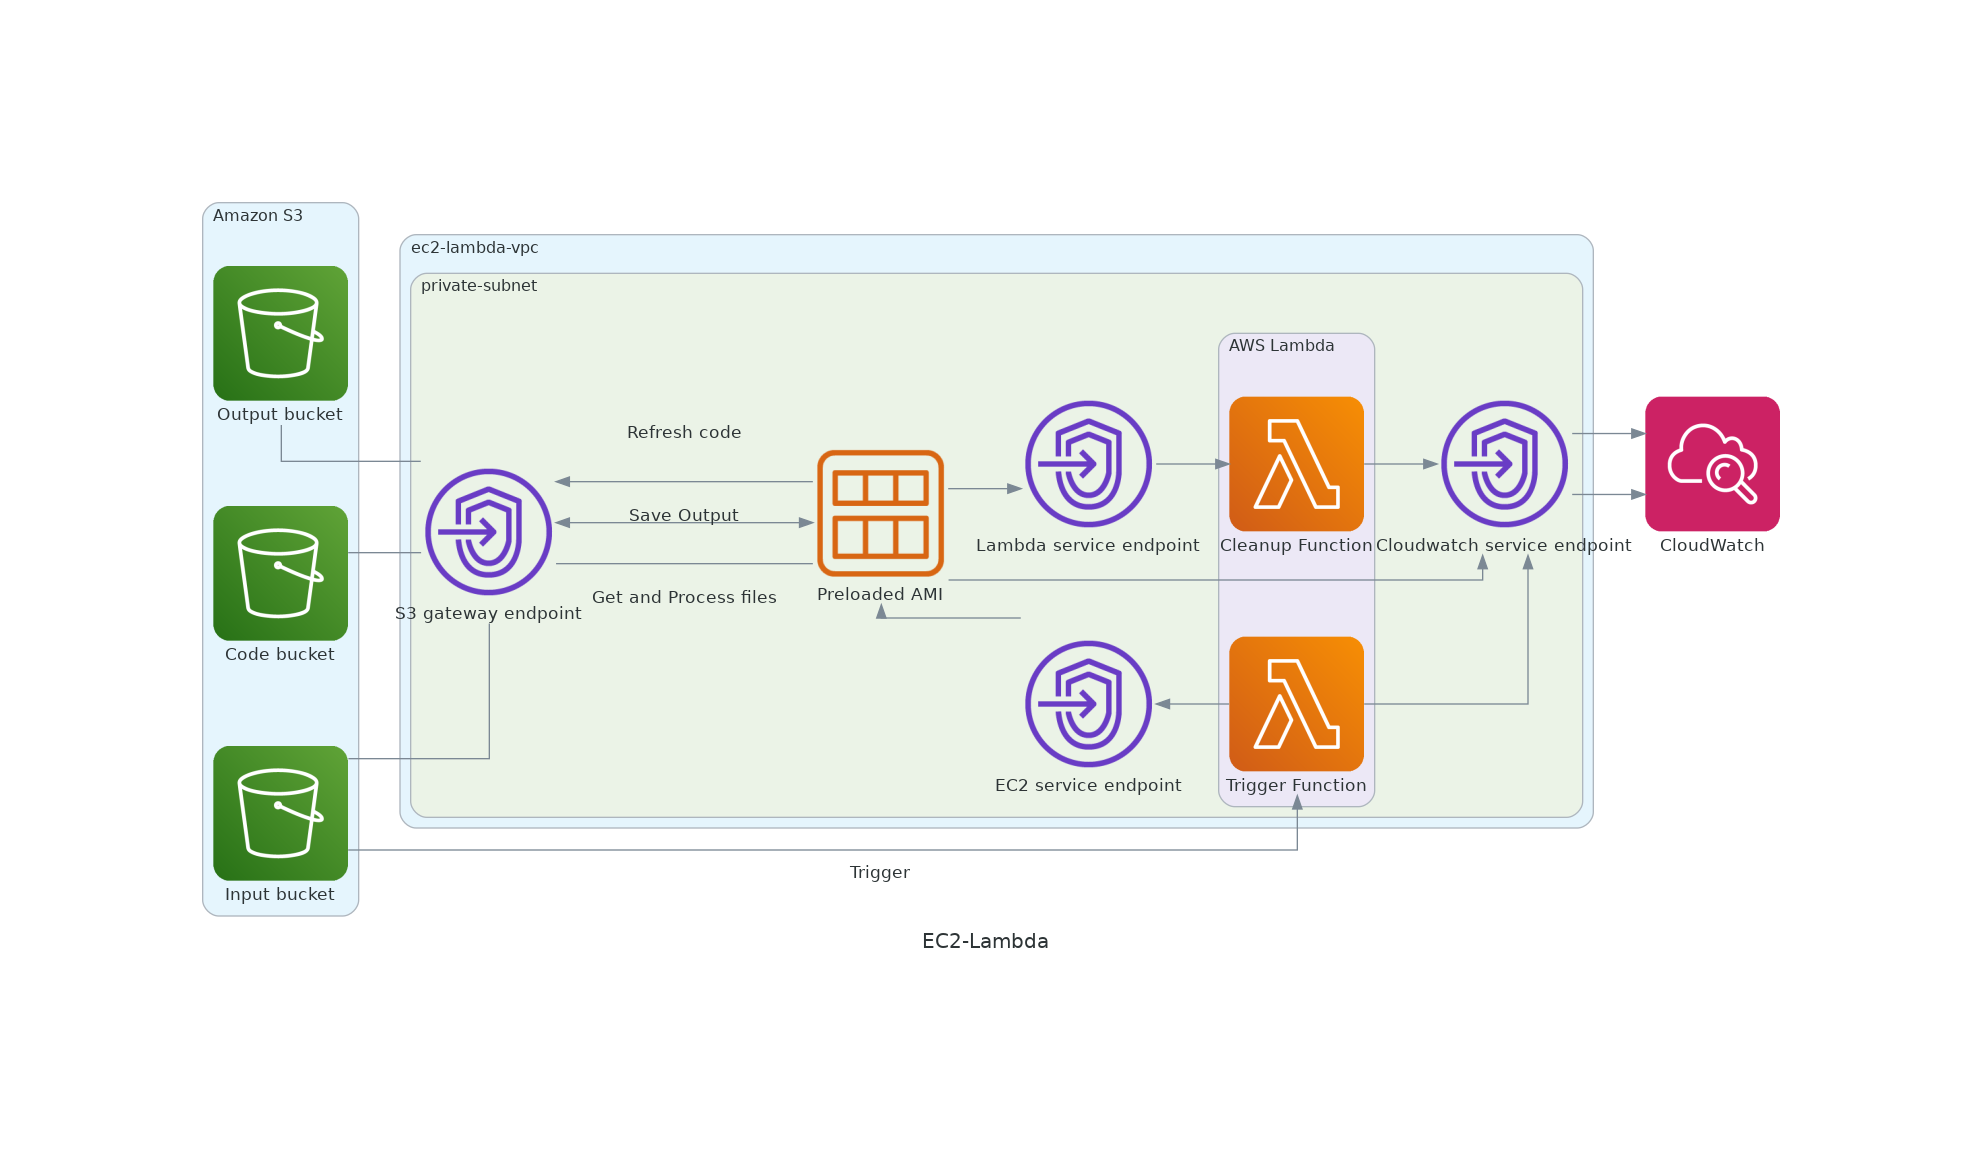 Amazon S3
ec2-lambda-vpc
private-subnet
AWS Lambda
Output bucket
Refresh code
Save Output
Lambda service endpoint
Cleanup Function
Cloudwatch service endpoint
CloudWatch
Get and Process files
Preloaded AMI
S3 gateway endpoint
Code bucket
EC2 service endpoint
Trigger Function
Trigger
Input bucket
EC2-Lambda